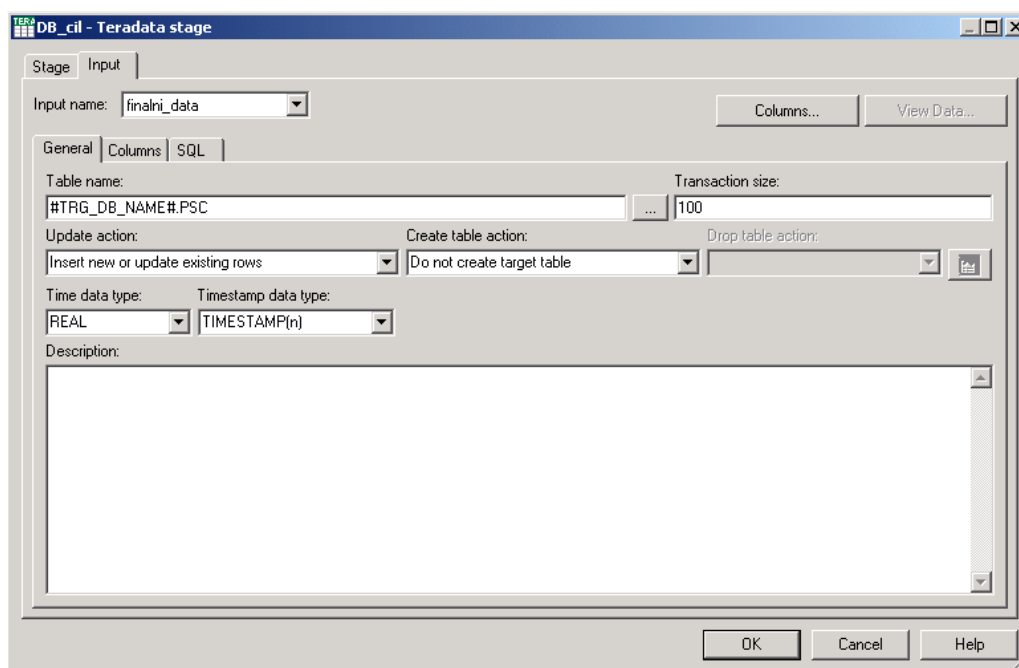 TERA DB_cil - Teradata stage
Stage Input
Input name: finalni_data Columns... View Data...
General Columns SQL
Table name: Transaction size:
#TRG_DB_NAME#.PSC ... 100
Update action: Create table action: Drop table action:
Insert new or update existing rows Do not create target table
Time data type: Timestamp data type:
REAL TIMESTAMP(n)
Description:
OK Cancel Help